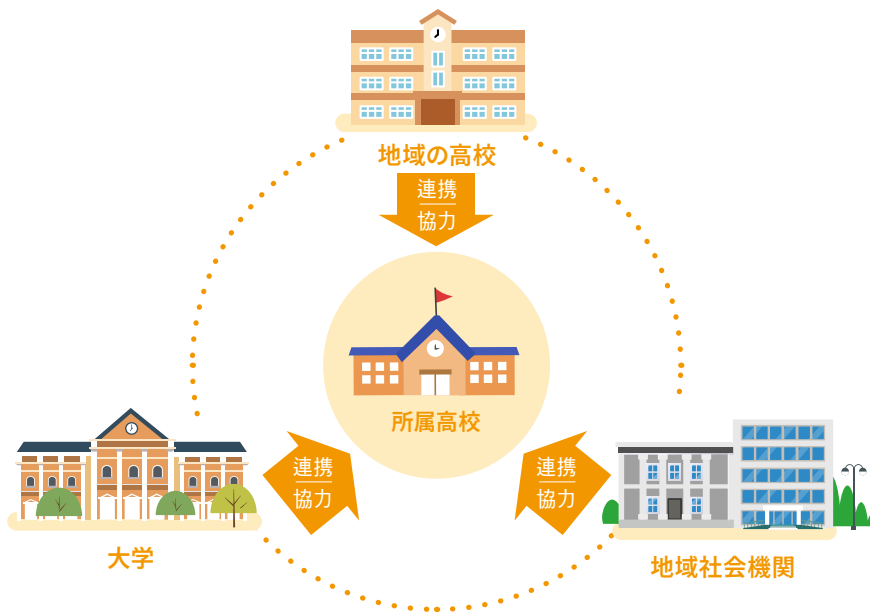 地域の高校
連携
協力
所属高校
連携
協力
連携
協力
大学
地域社会機関